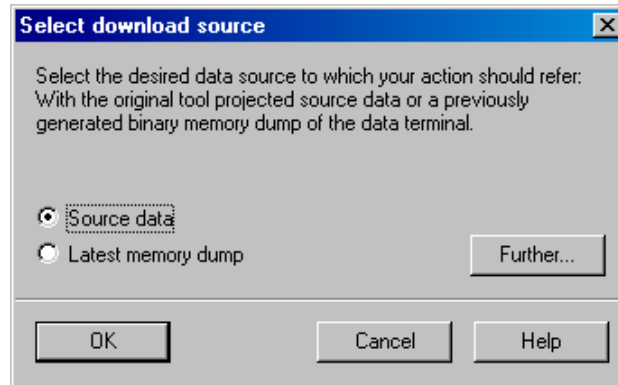 Select download source
Select the desired data source to which your action should refer:
With the original tool projected source data or a previously
generated binary memory dump of the data terminal.
Source data
Latest memory dump
Further...
OK
Cancel
Help